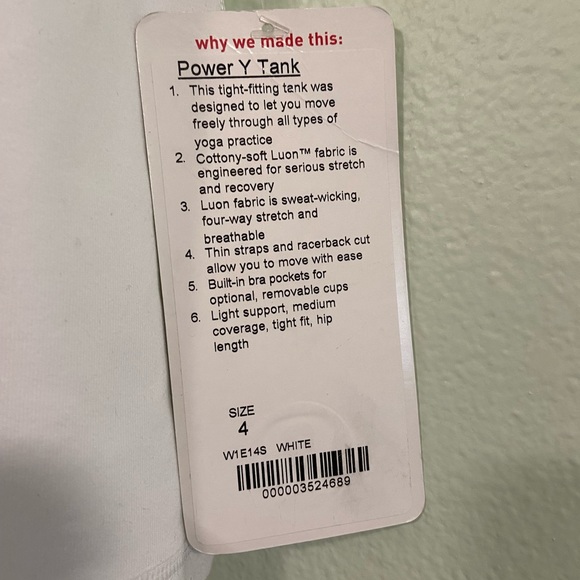 why we made this:
Power Y Tank
1. This tight-fitting tank was
designed to let you move
freely through all types of
yoga practice
2. Cottony-soft Luon™ fabric is
engineered for serious stretch
and recovery
3. Luon fabric is sweat-wicking,
four-way stretch and
breathable
4. Thin straps and racerback cut
allow you to move with ease
5. Built-in bra pockets for
optional, removable cups
6. Light support, medium
coverage, tight fit, hip
length
SIZE
4
W1E14S WHITE
000003524689